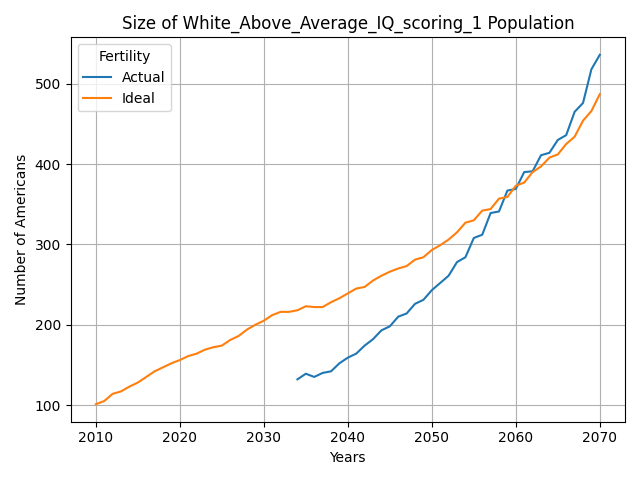 Size of White_Above_Average_IQ_scoring_1 Population
Fertility
Actual
Ideal
Number of Americans
500
400
300
200
100
2010
2020
2030
2040
2050
2060
2070
Years